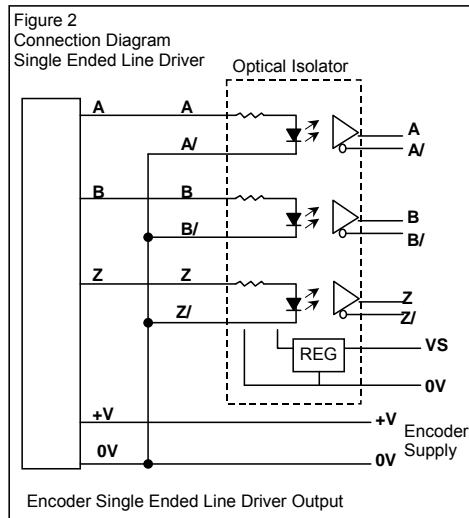 Figure 2
Connection Diagram
Single Ended Line Driver
Optical Isolator
A A A
A/ A/
B B B
B/ B/
Z Z Z
Z/ Z/
REG VS
0V
+V +V
Encoder
Supply
0V 0V
Encoder Single Ended Line Driver Output